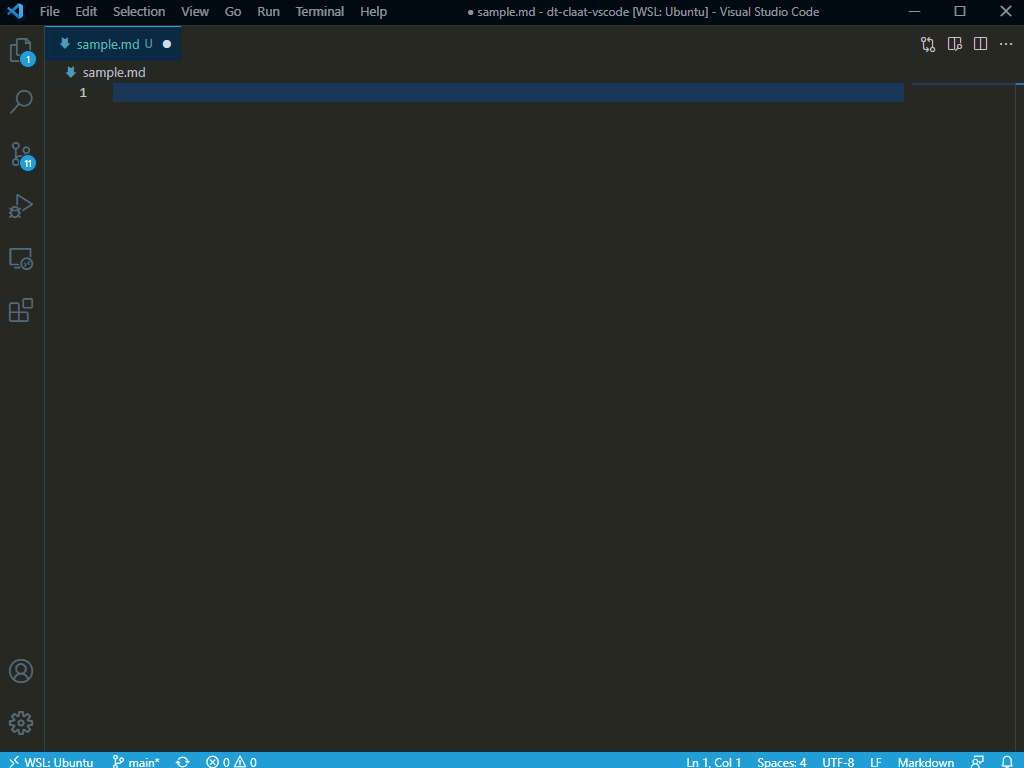 File Edit Selection View Go Run Terminal Help ● sample.md - dt-claat-vscode [WSL: Ubuntu] - Visual Studio Code
sample.md U
1
sample.md
1
11
WSL: Ubuntu main* 0 0 Ln 1, Col 1 Spaces: 4 UTF-8 LF Markdown